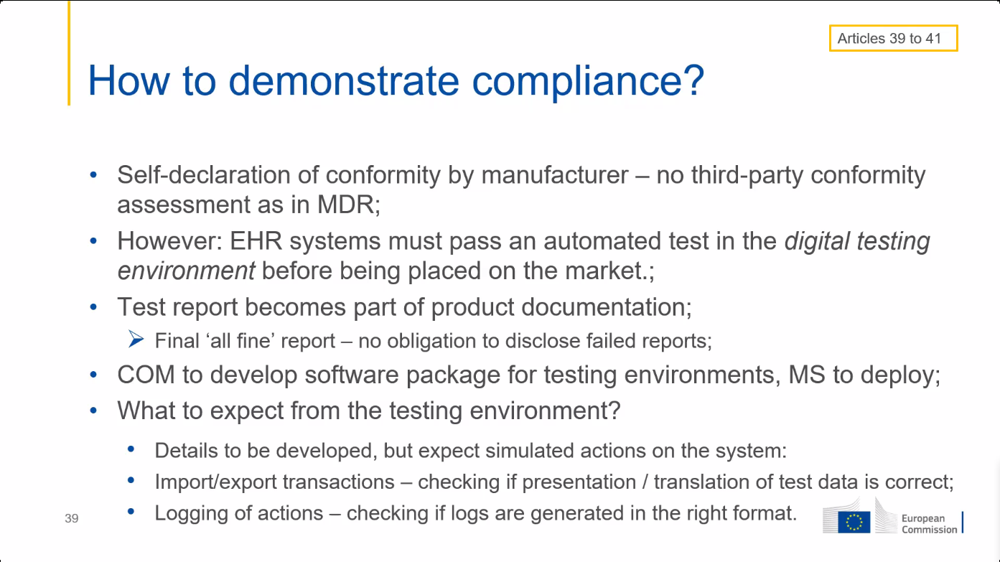 Articles 39 to 41
How to demonstrate compliance?
• Self-declaration of conformity by manufacturer – no third-party conformity
assessment as in MDR;
• However: EHR systems must pass an automated test in the digital testing
environment before being placed on the market.;
• Test report becomes part of product documentation;
➢ Final ‘all fine’ report – no obligation to disclose failed reports;
• COM to develop software package for testing environments, MS to deploy;
• What to expect from the testing environment?
• Details to be developed, but expect simulated actions on the system:
• Import/export transactions – checking if presentation / translation of test data is correct;
• Logging of actions – checking if logs are generated in the right format.
39
European
Commission